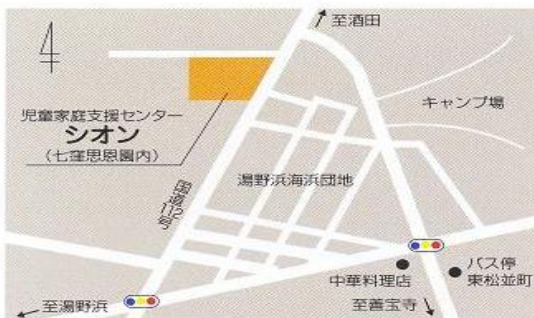 至酒田
児童家庭支援センター
シオン
(七窪思恩園内)
キャンプ場
湯野浜海浜団地
国道112号
中華料理店
バス停
東松並町
至湯野浜
至善宝寺